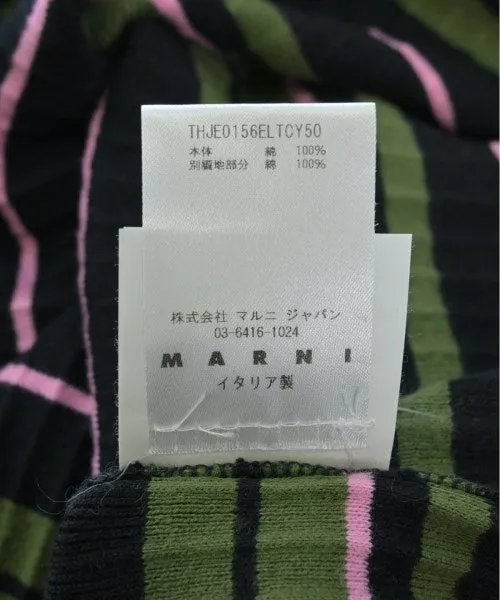 THJE0156ELTCY50
本体 綿 100%
別編地部分 綿 100%
株式会社 マルニ ジャパン
03-6416-1024
MARNI
イタリア製